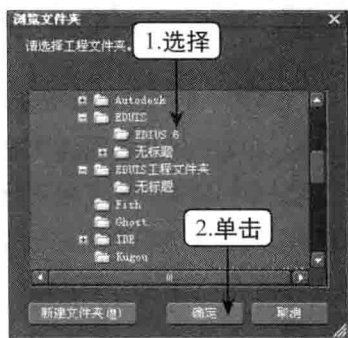 浏览文件夹
请选择工程文件夹。
1.选择
Autodesk
EDUIS
EDIUS 6
无标题
EDUIS工程文件夹
无标题
Fish
Ghost
IDE
Kugou
2.单击
新建文件夹(M)
确定
取消